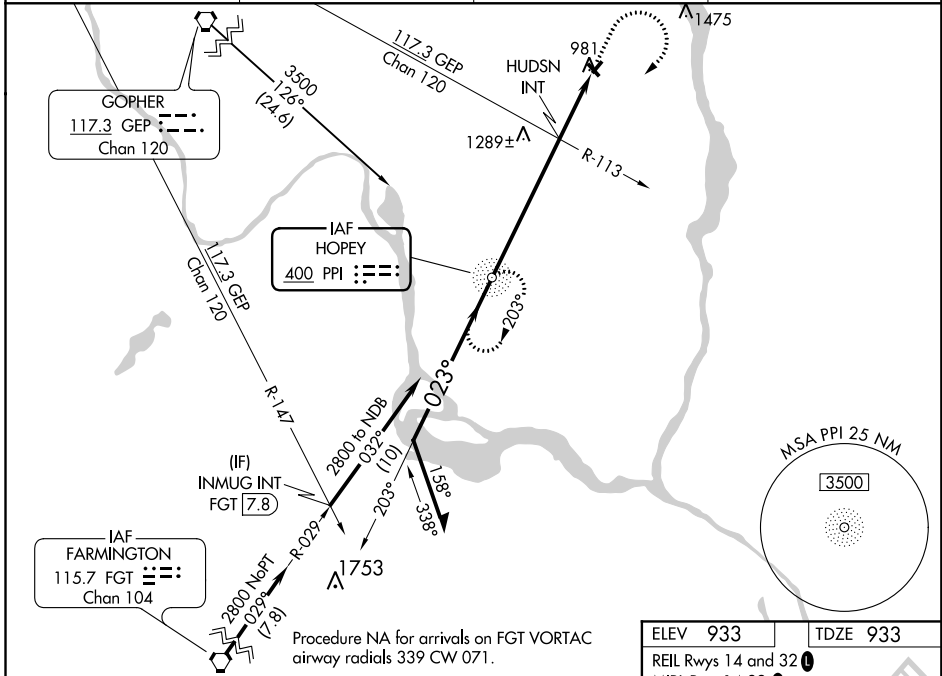 1475
981
117.3 GEP
Chan 120
HUDSN
INT
3500
126°
(24.6)
GOPHER
117.3 GEP
Chan 120
1289±
R-113
IAF
HOPEY
400 PPI
117.3 GEP
Chan 120
203°
023°
R-147
2800 to NDB
032°
(10)
MSA PPI 25 NM
3500
(IF)
INMUG INT
FGT 7.8
158°
338°
203°
R-029
IAF
FARMINGTON
115.7 FGT
Chan 104
1753
2800 NoPT
029°
(7.8)
Procedure NA for arrivals on FGT VORTAC
airway radials 339 CW 071.
ELEV 933 TDZE 933
REIL Rwys 14 and 32 L